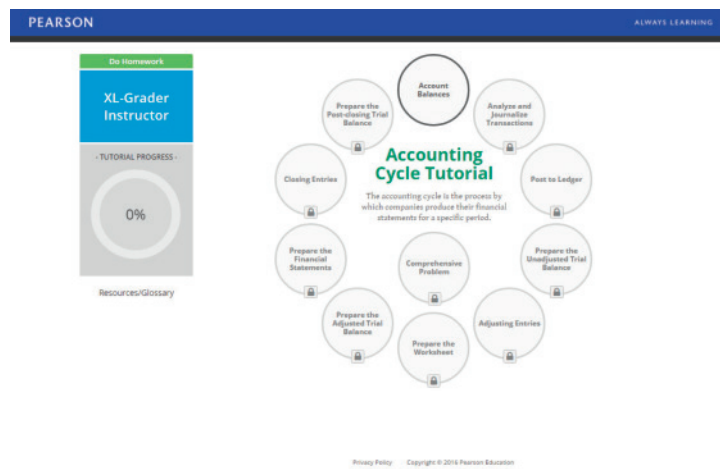 PEARSON
ALWAYS LEARNING
Do Homework
XL-Grader
Instructor
- TUTORIAL PROGRESS -
0%
Resources/Glossary
Account
Balances
Analyze and
Journalize
Transactions
Post to Ledger
Prepare the
Unadjusted Trial
Balance
Adjusting Entries
Prepare the
Worksheet
Prepare the
Adjusted Trial
Balance
Prepare the
Financial
Statements
Closing Entries
Prepare the
Post-closing Trial
Balance
Accounting
Cycle Tutorial
The accounting cycle is the process by
which companies produce their financial
statements for a specific period.
Comprehensive
Problem
Privacy Policy
Copyright © 2016 Pearson Education